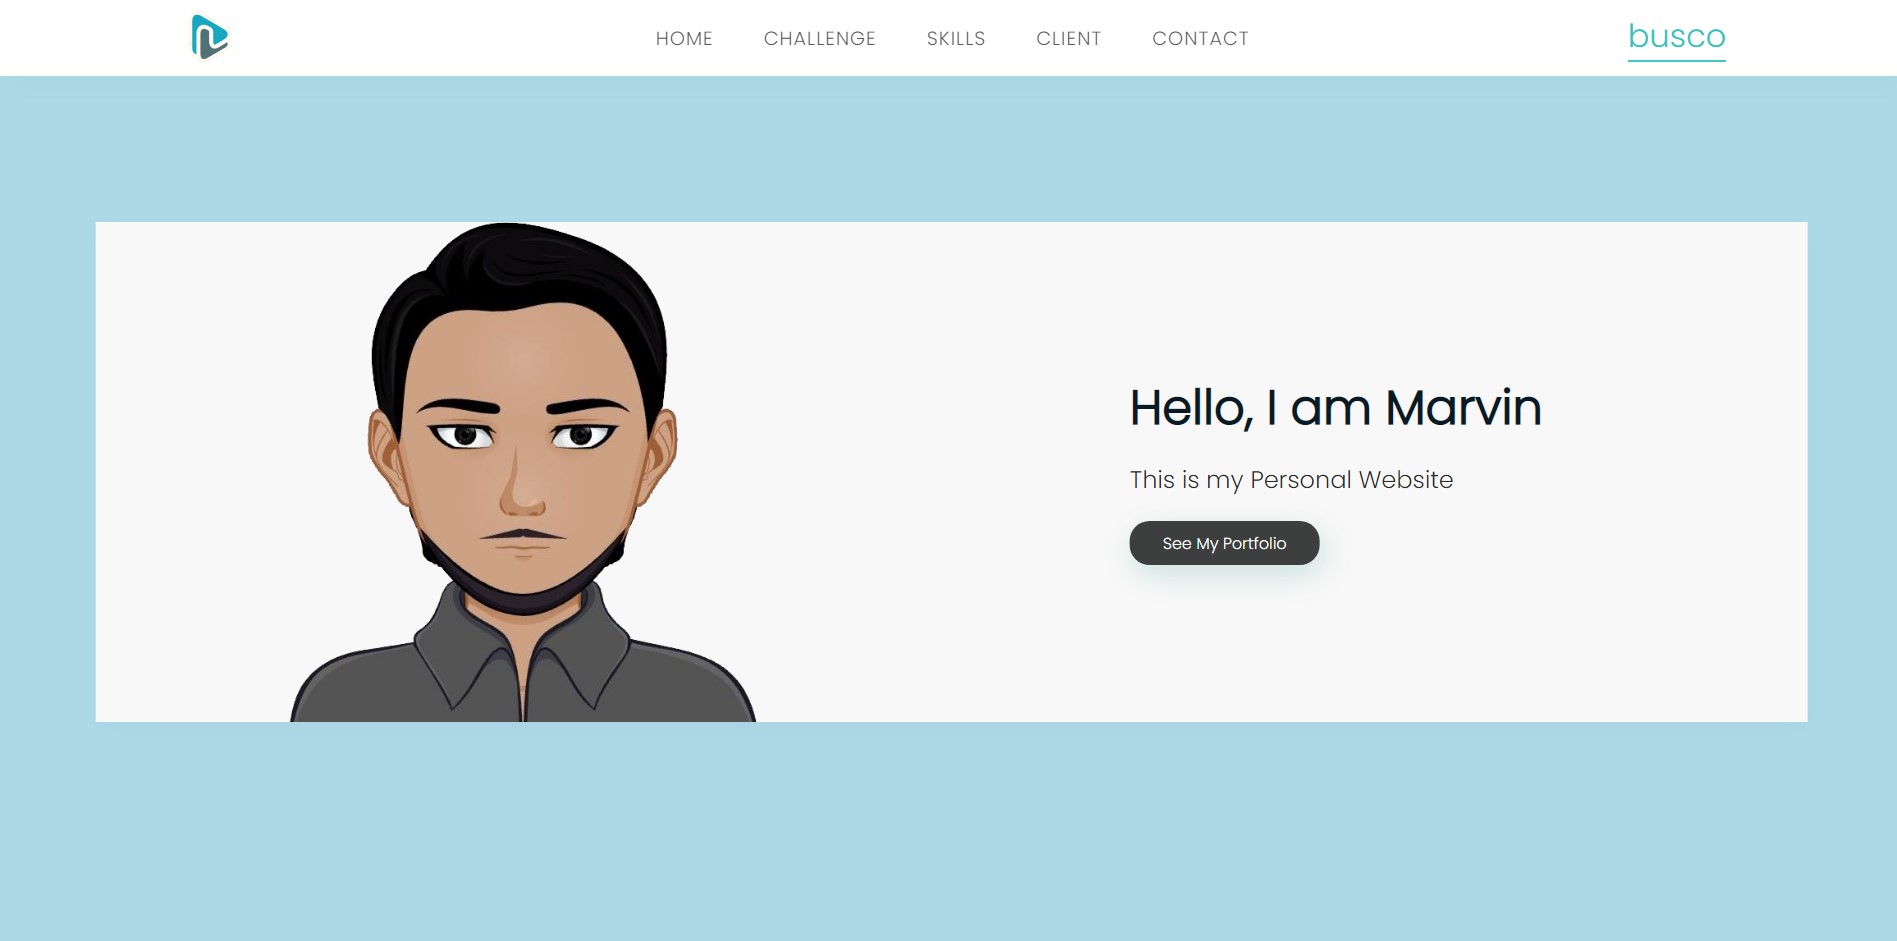 HOME CHALLENGE SKILLS CLIENT CONTACT busco
Hello, I am Marvin
This is my Personal Website
See My Portfolio